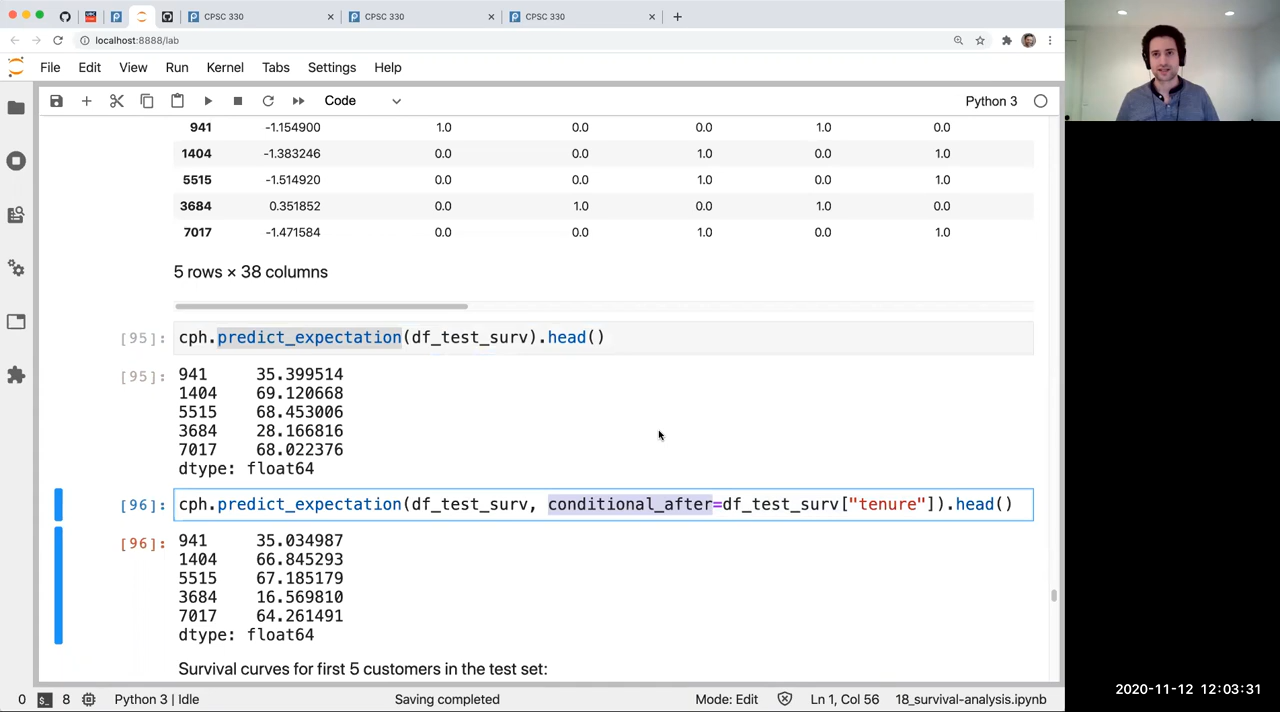 CPSC 330 × CPSC 330 × CPSC 330 × +
localhost:8888/lab
File Edit View Run Kernel Tabs Settings Help
Code Python 3
941 -1.154900 1.0 0.0 0.0 1.0 0.0
1404 -1.383246 0.0 0.0 1.0 0.0 1.0
5515 -1.514920 0.0 0.0 1.0 0.0 1.0
3684 0.351852 0.0 1.0 0.0 1.0 0.0
7017 -1.471584 0.0 0.0 1.0 0.0 1.0
5 rows × 38 columns
[95]: cph.predict_expectation(df_test_surv).head()
[95]: 941 35.399514
1404 69.120668
5515 68.453006
3684 28.166816
7017 68.022376
dtype: float64
[96]: cph.predict_expectation(df_test_surv, conditional_after=df_test_surv["tenure"]).head()
[96]: 941 35.034987
1404 66.845293
5515 67.185179
3684 16.569810
7017 64.261491
dtype: float64
Survival curves for first 5 customers in the test set:
0 8 Python 3 | Idle Saving completed Mode: Edit Ln 1, Col 56 18_survival-analysis.ipynb
2020-11-12 12:03:31